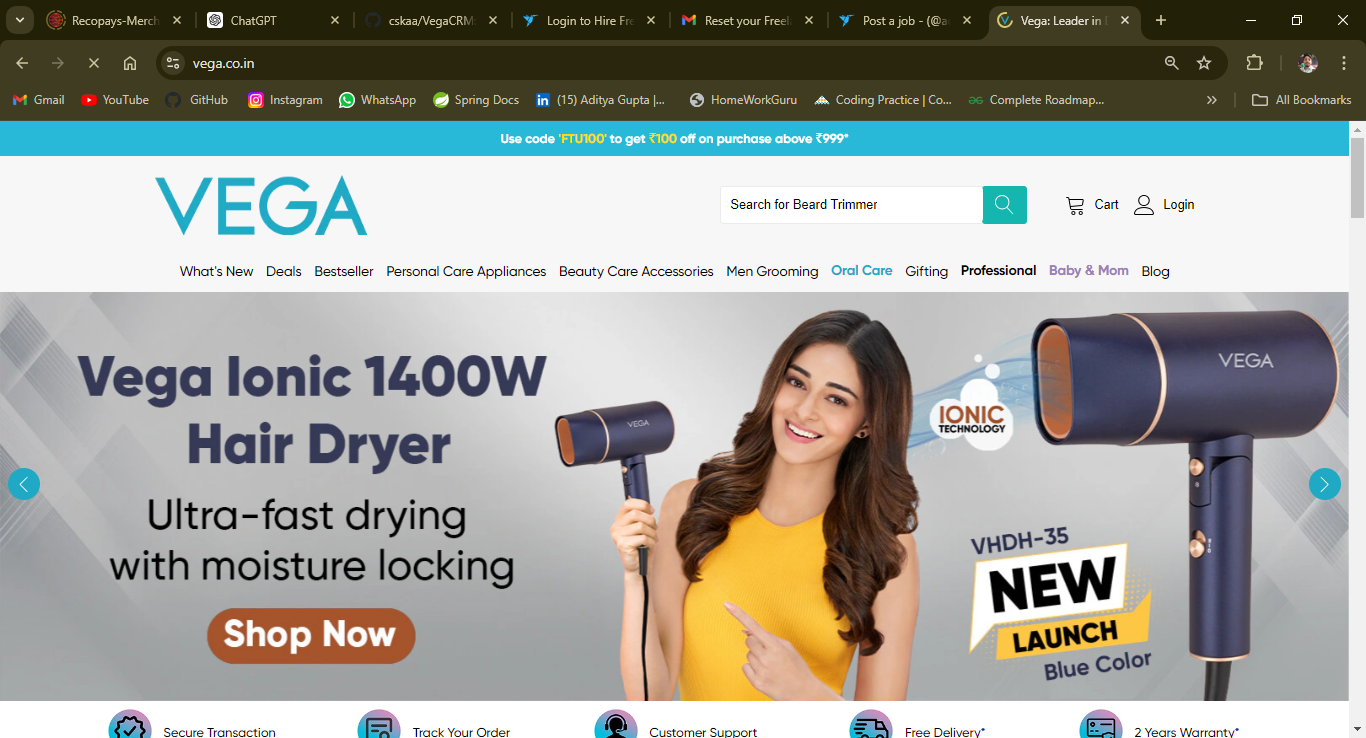 Recopays-Merch
ChatGPT
cskaa/VegaCRM
Login to Hire Fre
Reset your Freel
Post a job - (@a
Vega: Leader in
vega.co.in
Gmail
YouTube
GitHub
Instagram
WhatsApp
Spring Docs
(15) Aditya Gupta |...
HomeWorkGuru
Coding Practice | Co...
Complete Roadmap...
All Bookmarks
Use code 'FTU100' to get ₹100 off on purchase above ₹999*
VEGA
Search for Beard Trimmer
Cart
Login
What's New
Deals
Bestseller
Personal Care Appliances
Beauty Care Accessories
Men Grooming
Oral Care
Gifting
Professional
Baby & Mom
Blog
Vega Ionic 1400W
Hair Dryer
Ultra-fast drying
with moisture locking
Shop Now
VEGA
IONIC
TECHNOLOGY
VEGA
VHDH-35
NEW
LAUNCH
Blue Color
Secure Transaction
Track Your Order
Customer Support
Free Delivery*
2 Years Warranty*